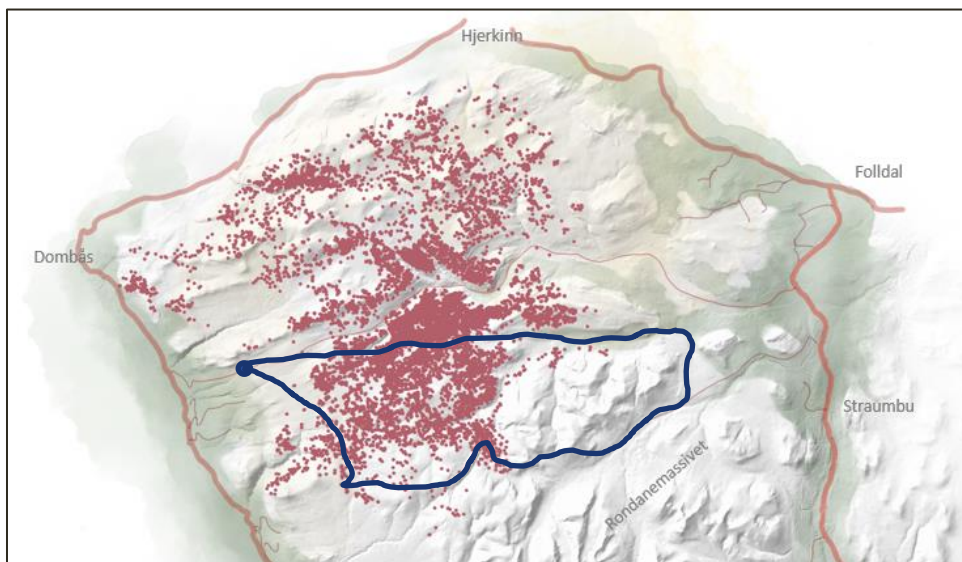 Hjerkinn
Folldal
Dombås
Straumbu
Rondanemassivet